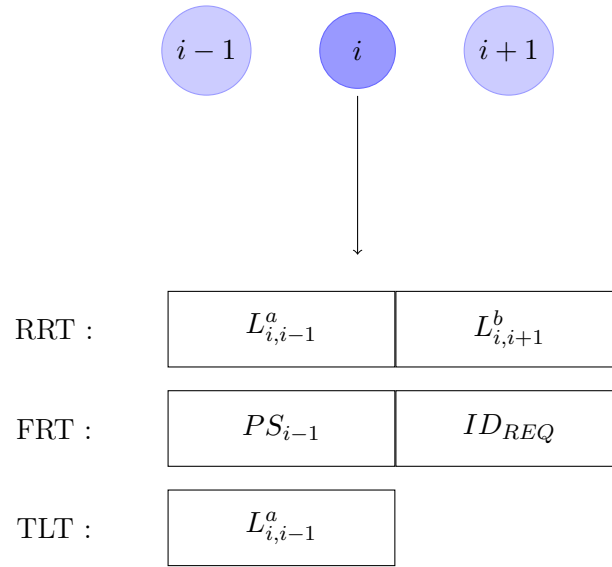 i − 1 i i + 1
RRT : L^a_{i,i−1} L^b_{i,i+1}
FRT : PS_{i−1} ID_{REQ}
TLT : L^a_{i,i−1}